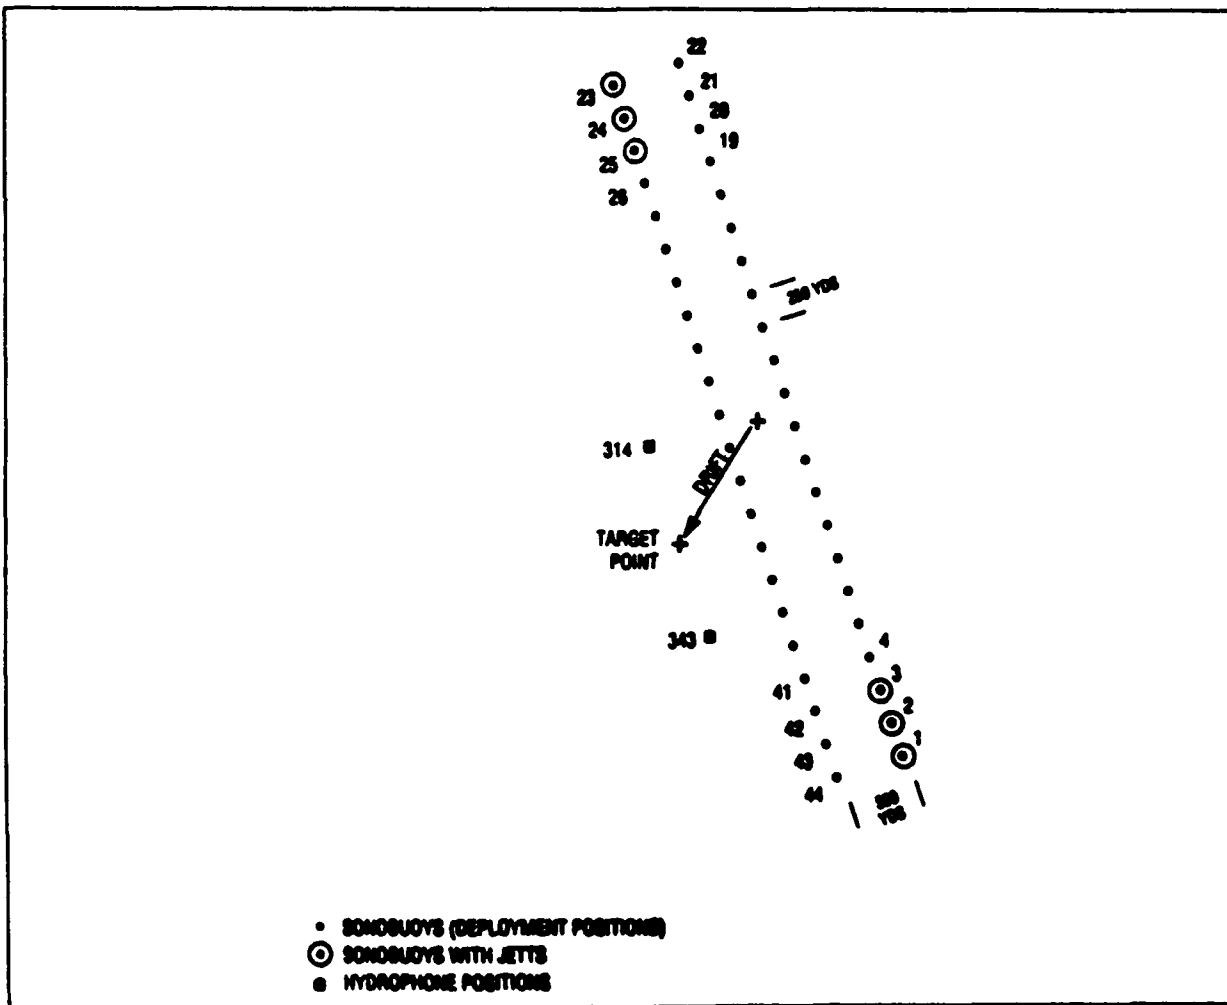 22
21
23
20
24
19
25
26
250 YDS
314
DRIFT
TARGET
POINT
343
4
3
41
2
42
1
43
44
500
YDS
SONOBUOYS (DEPLOYMENT POSITIONS)
SONOBUOYS WITH JETTS
HYDROPHONE POSITIONS